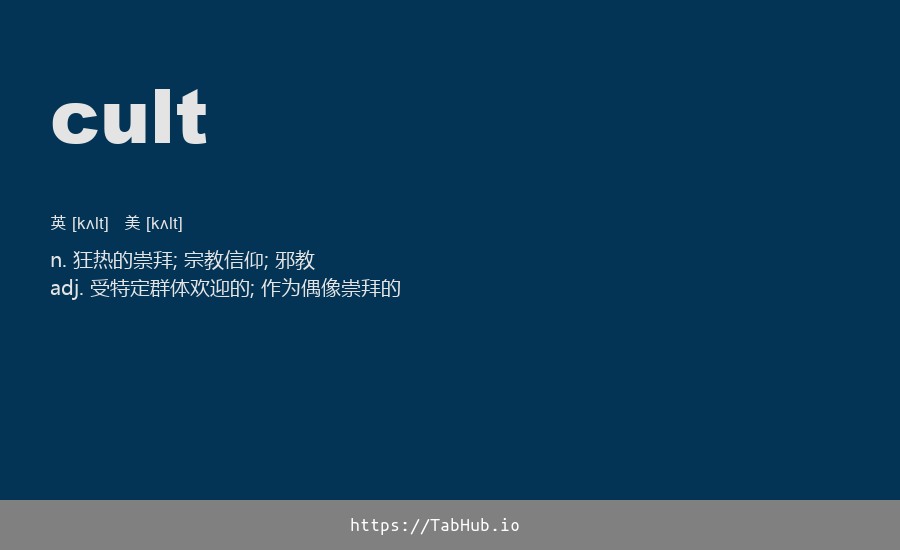 cult
英 [kʌlt] 美 [kʌlt]
n. 狂热的崇拜; 宗教信仰; 邪教
adj. 受特定群体欢迎的; 作为偶像崇拜的
https://TabHub.io